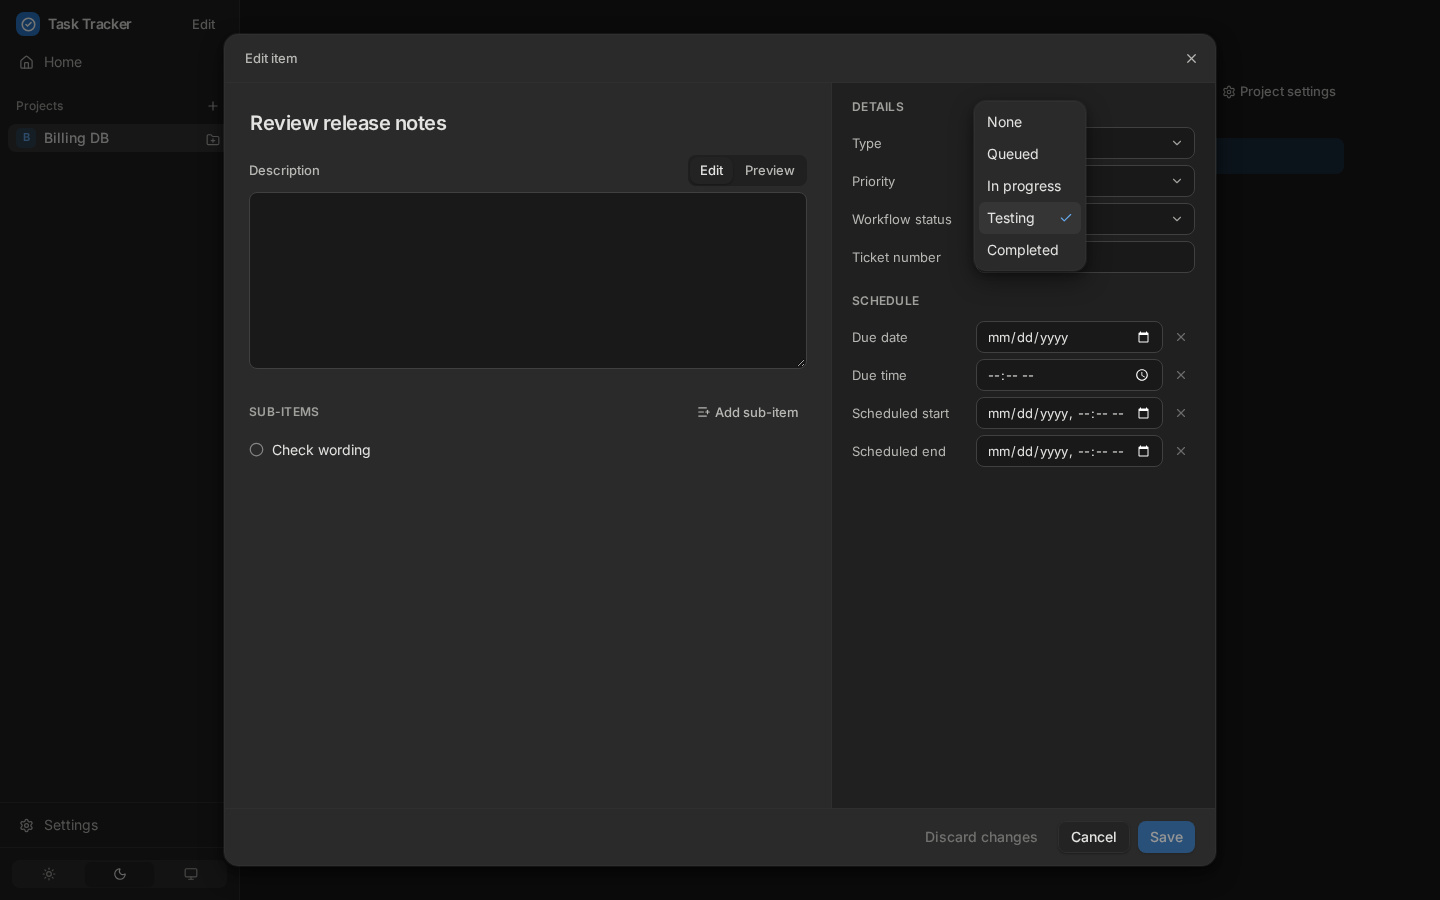 Task Tracker
Edit
Home
Projects
B
Billing DB
Settings
Project settings
Edit item
Review release notes
Description
Edit
Preview
SUB-ITEMS
Add sub-item
Check wording
DETAILS
Type
Priority
Workflow status
Ticket number
None
Queued
In progress
Testing
Completed
SCHEDULE
Due date
mm/dd/yyyy
Due time
--:-- --
Scheduled start
mm/dd/yyyy, --:-- --
Scheduled end
mm/dd/yyyy, --:-- --
Discard changes
Cancel
Save